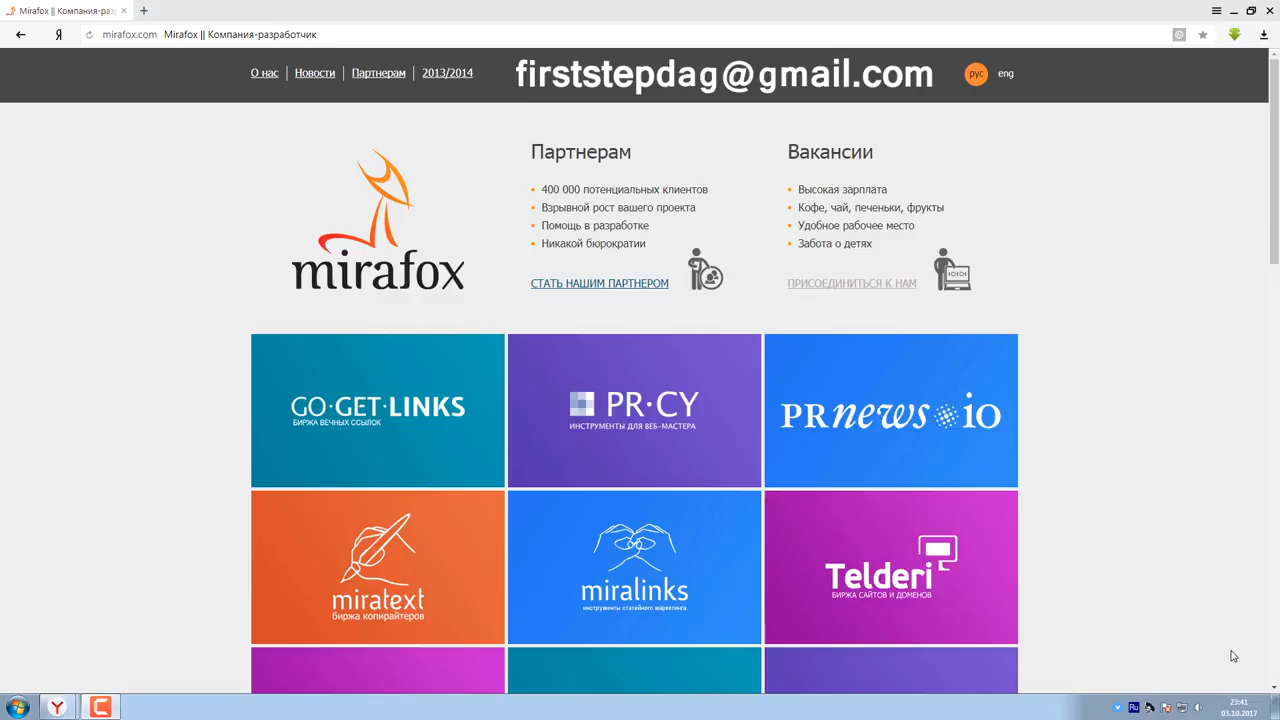 Mirafox || Компания-раз
mirafox.com Mirafox || Компания-разработчик
О нас Новости Партнерам 2013/2014
firststepdag@gmail.com
рус eng
mirafox
Партнерам
400 000 потенциальных клиентов
Взрывной рост вашего проекта
Помощь в разработке
Никакой бюрократии
СТАТЬ НАШИМ ПАРТНЕРОМ
Вакансии
Высокая зарплата
Кофе, чай, печеньки, фрукты
Удобное рабочее место
Забота о детях
ПРИСОЕДИНИТЬСЯ К НАМ
GO·GET·LINKS
БИРЖА ВЕЧНЫХ ССЫЛОК
PR·CY
ИНСТРУМЕНТЫ ДЛЯ ВЕБ-МАСТЕРА
PRnews io
miratext
биржа копирайтеров
miralinks
инструменты статейного маркетинга
Telderi
БИРЖА САЙТОВ И ДОМЕНОВ
Ru
23:41
03.10.2017